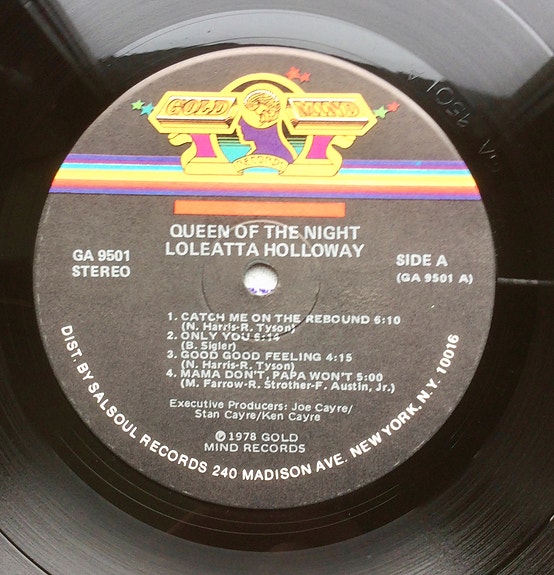 GOLD MIND
RECORDS
QUEEN OF THE NIGHT
LOLEATTA HOLLOWAY
GA 9501
STEREO
SIDE A
(GA 9501 A)
1. CATCH ME ON THE REBOUND 6:10
(N. Harris-R. Tyson)
2. ONLY YOU 5:14
(B. Sigler)
3. GOOD GOOD FEELING 4:15
(N. Harris-R. Tyson)
4. MAMA DON'T, PAPA WON'T 5:00
(M. Farrow-R. Strother-F. Austin, Jr.)
Executive Producers: Joe Cayre/
Stan Cayre/Ken Cayre
℗ 1978 GOLD
MIND RECORDS
DIST. BY SALSOUL RECORDS 240 MADISON AVE. NEW YORK, N.Y. 10016